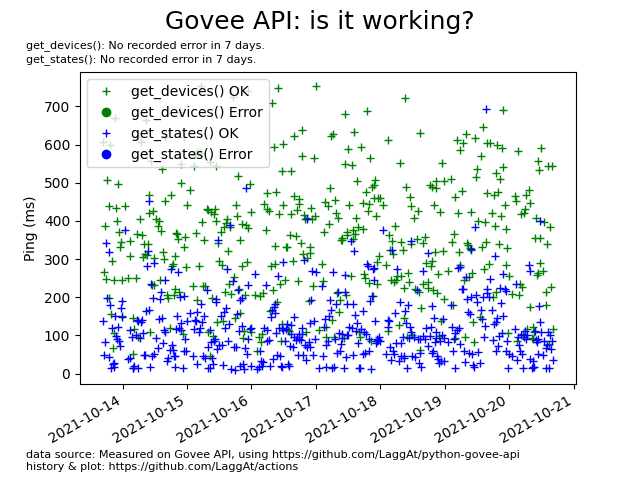 Govee API: is it working?
get_devices(): No recorded error in 7 days.
get_states(): No recorded error in 7 days.
get_devices() OK
get_devices() Error
get_states() OK
get_states() Error
Ping (ms)
700
600
500
400
300
200
100
0
2021-10-14
2021-10-15
2021-10-16
2021-10-17
2021-10-18
2021-10-19
2021-10-20
2021-10-21
data source: Measured on Govee API, using https://github.com/LaggAt/python-govee-api
history & plot: https://github.com/LaggAt/actions